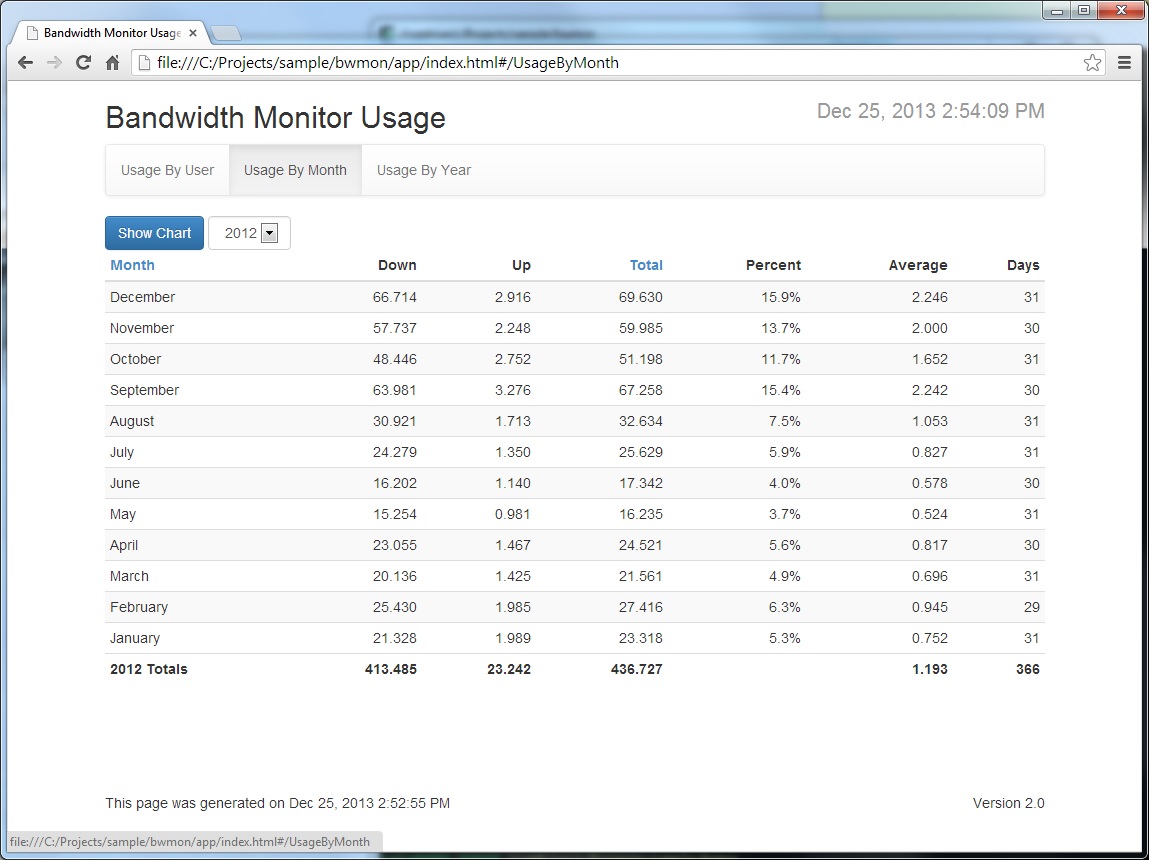 Bandwidth Monitor Usage
file:///C:/Projects/sample/bwmon/app/index.html#/UsageByMonth
Bandwidth Monitor Usage Dec 25, 2013 2:54:09 PM
Usage By User Usage By Month Usage By Year
Show Chart 2012
Month Down Up Total Percent Average Days
December 66.714 2.916 69.630 15.9% 2.246 31
November 57.737 2.248 59.985 13.7% 2.000 30
October 48.446 2.752 51.198 11.7% 1.652 31
September 63.981 3.276 67.258 15.4% 2.242 30
August 30.921 1.713 32.634 7.5% 1.053 31
July 24.279 1.350 25.629 5.9% 0.827 31
June 16.202 1.140 17.342 4.0% 0.578 30
May 15.254 0.981 16.235 3.7% 0.524 31
April 23.055 1.467 24.521 5.6% 0.817 30
March 20.136 1.425 21.561 4.9% 0.696 31
February 25.430 1.985 27.416 6.3% 0.945 29
January 21.328 1.989 23.318 5.3% 0.752 31
2012 Totals 413.485 23.242 436.727 1.193 366
This page was generated on Dec 25, 2013 2:52:55 PM Version 2.0
file:///C:/Projects/sample/bwmon/app/index.html#/UsageByMonth